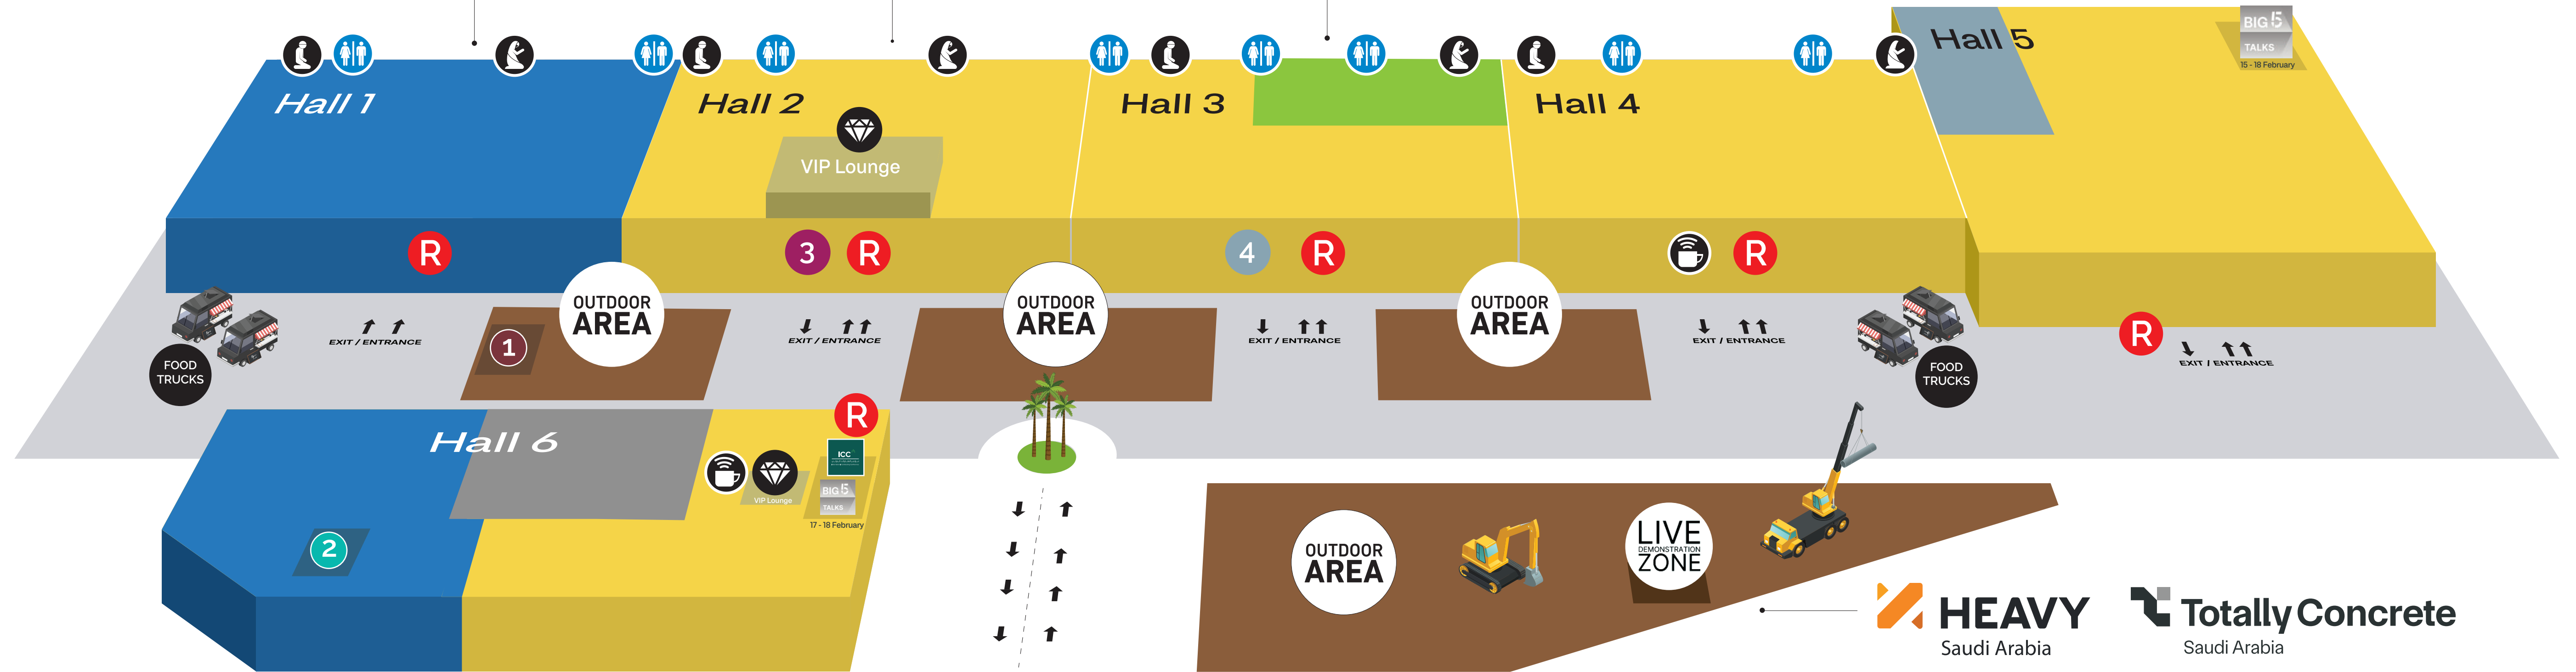 Hall 1
Hall 2
Hall 3
Hall 4
Hall 5
BIG 5
TALKS
15 - 18 February
VIP Lounge
R
3
R
4
R
R
R
OUTDOOR
AREA
OUTDOOR
AREA
OUTDOOR
AREA
1
EXIT / ENTRANCE
EXIT / ENTRANCE
EXIT / ENTRANCE
EXIT / ENTRANCE
EXIT / ENTRANCE
FOOD
TRUCKS
FOOD
TRUCKS
Hall 6
R
ICC
VIP Lounge
BIG 5
TALKS
17 - 18 February
2
OUTDOOR
AREA
LIVE
DEMONSTRATION
ZONE
HEAVY
Saudi Arabia
Totally Concrete
Saudi Arabia